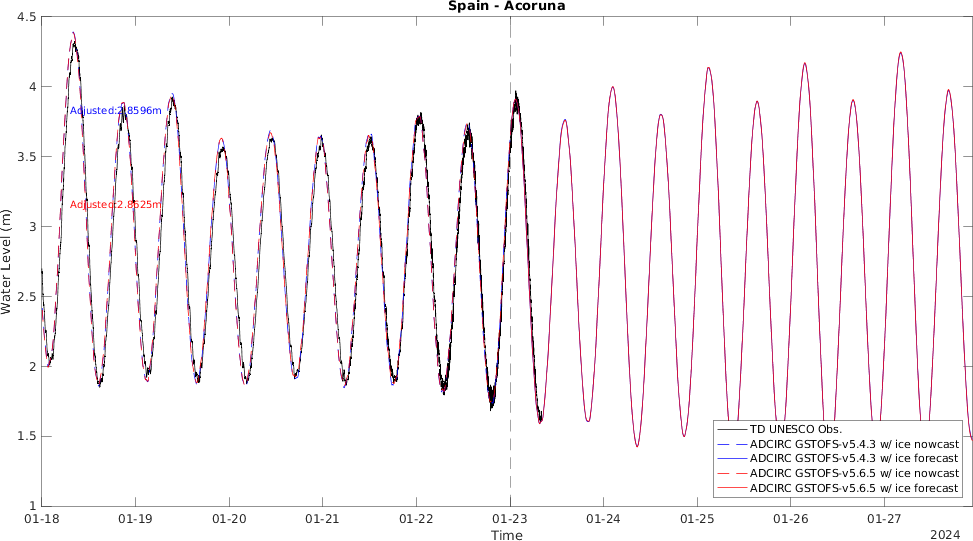 Spain - Acoruna
4.5
4
3.5
3
2.5
2
1.5
1
Water Level (m)
Adjusted:2.8596m
Adjusted:2.8625m
TD UNESCO Obs.
ADCIRC GSTOFS-v5.4.3 w/ ice nowcast
ADCIRC GSTOFS-v5.4.3 w/ ice forecast
ADCIRC GSTOFS-v5.6.5 w/ ice nowcast
ADCIRC GSTOFS-v5.6.5 w/ ice forecast
01-18 01-19 01-20 01-21 01-22 01-23 01-24 01-25 01-26 01-27
Time
2024